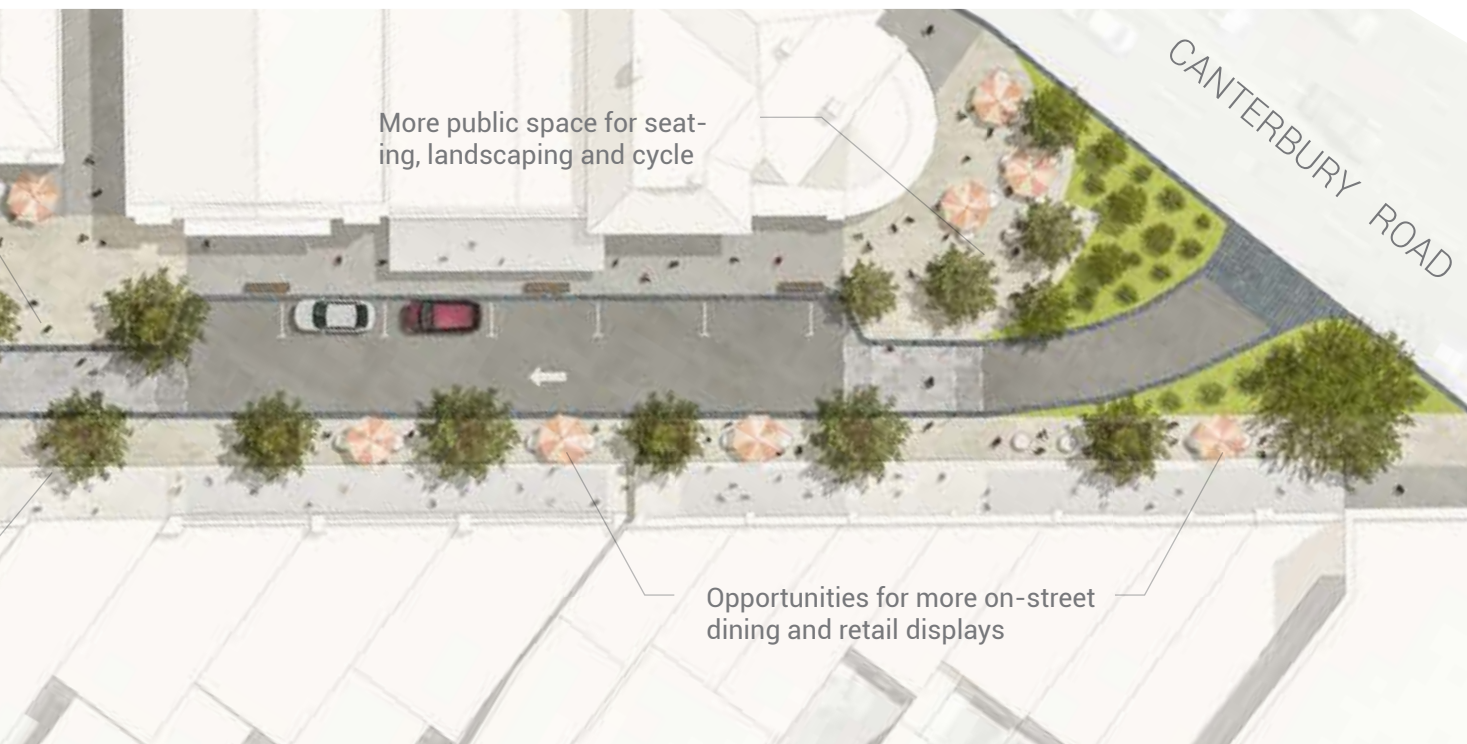 CANTERBURY ROAD
More public space for seat-
ing, landscaping and cycle
Opportunities for more on-street
dining and retail displays